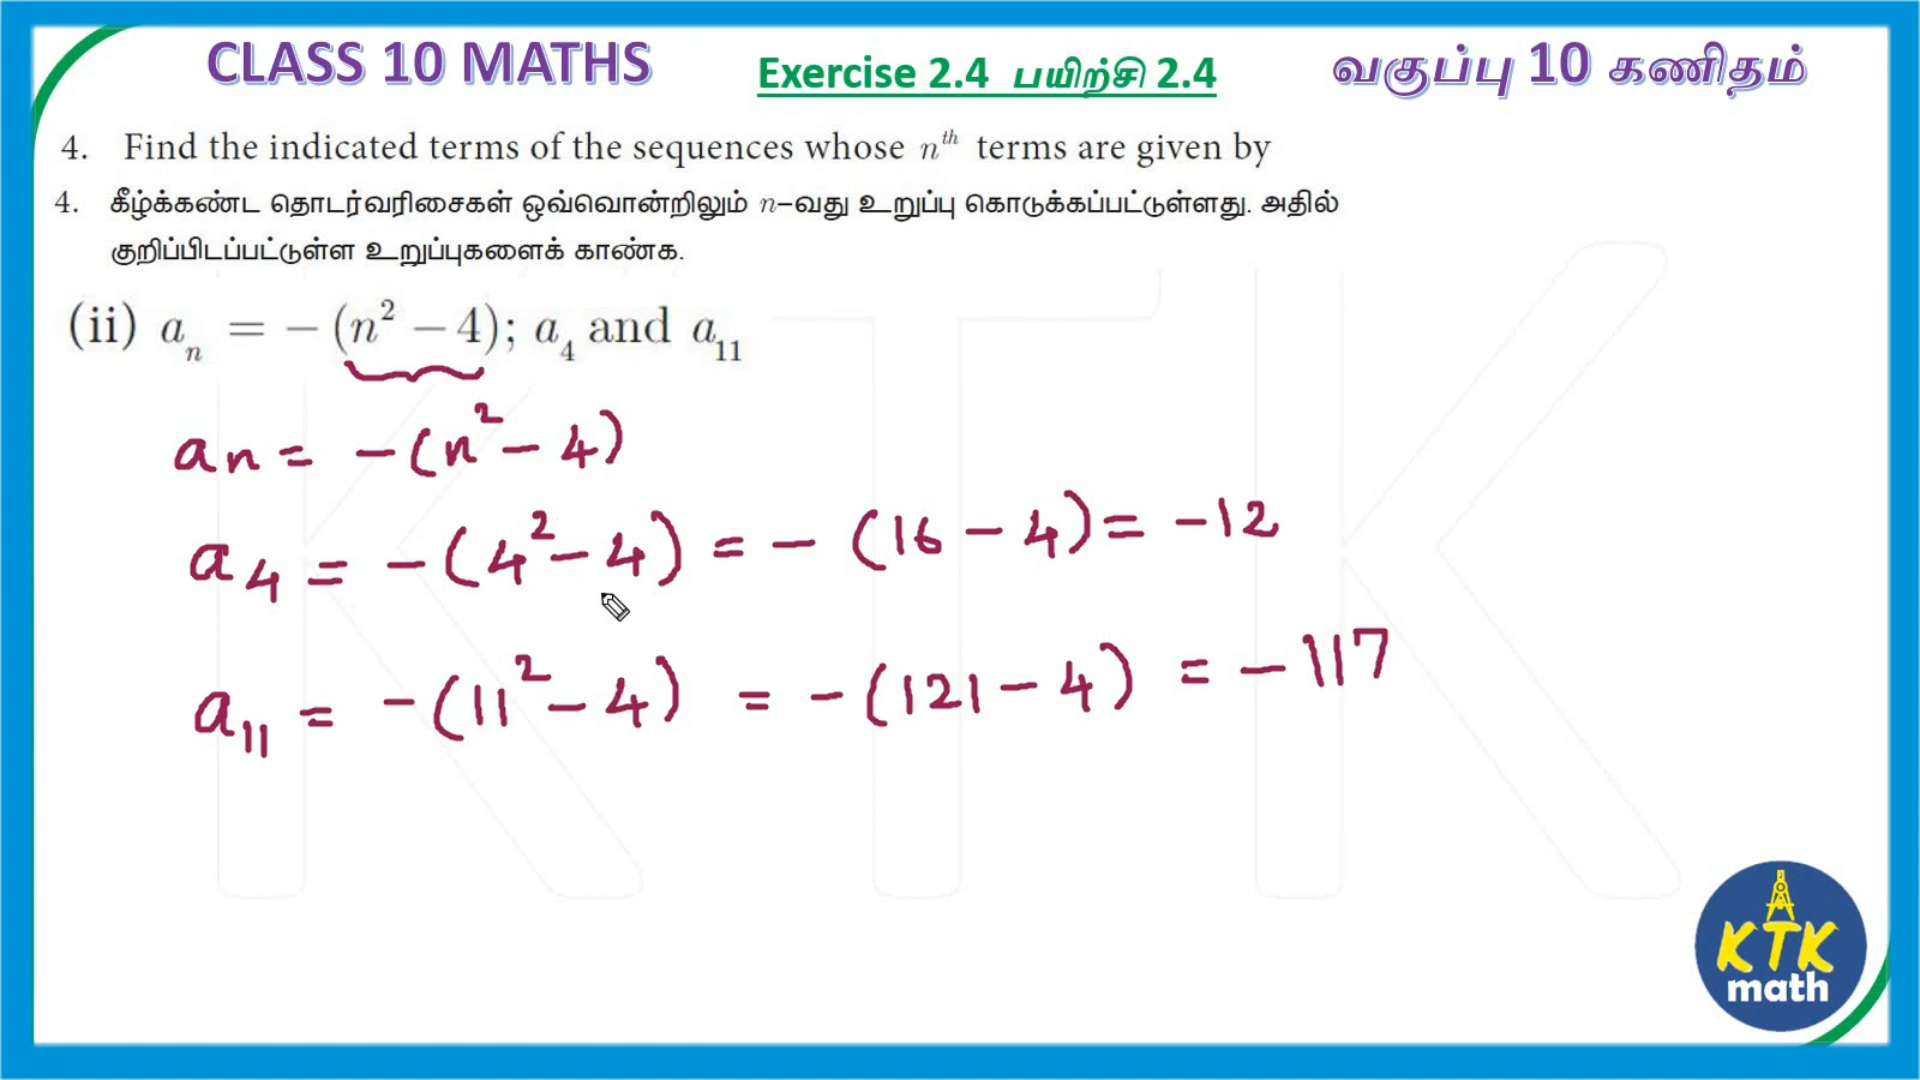 CLASS 10 MATHS Exercise 2.4 பயிற்சி 2.4 வகுப்பு 10 கணிதம்
4. Find the indicated terms of the sequences whose nᵗʰ terms are given by
4. கீழ்க்கண்ட தொடர்வரிசைகள் ஒவ்வொன்றிலும் n–வது உறுப்பு கொடுக்கப்பட்டுள்ளது. அதில்
குறிப்பிடப்பட்டுள்ள உறுப்புகளைக் காண்க.
(ii) aₙ = − (n² − 4); a₄ and a₁₁
an = −(n² − 4)
a₄ = −(4² − 4) = −(16 − 4) = −12
a₁₁ = −(11² − 4) = −(121 − 4) = −117
KTK
KTK
math